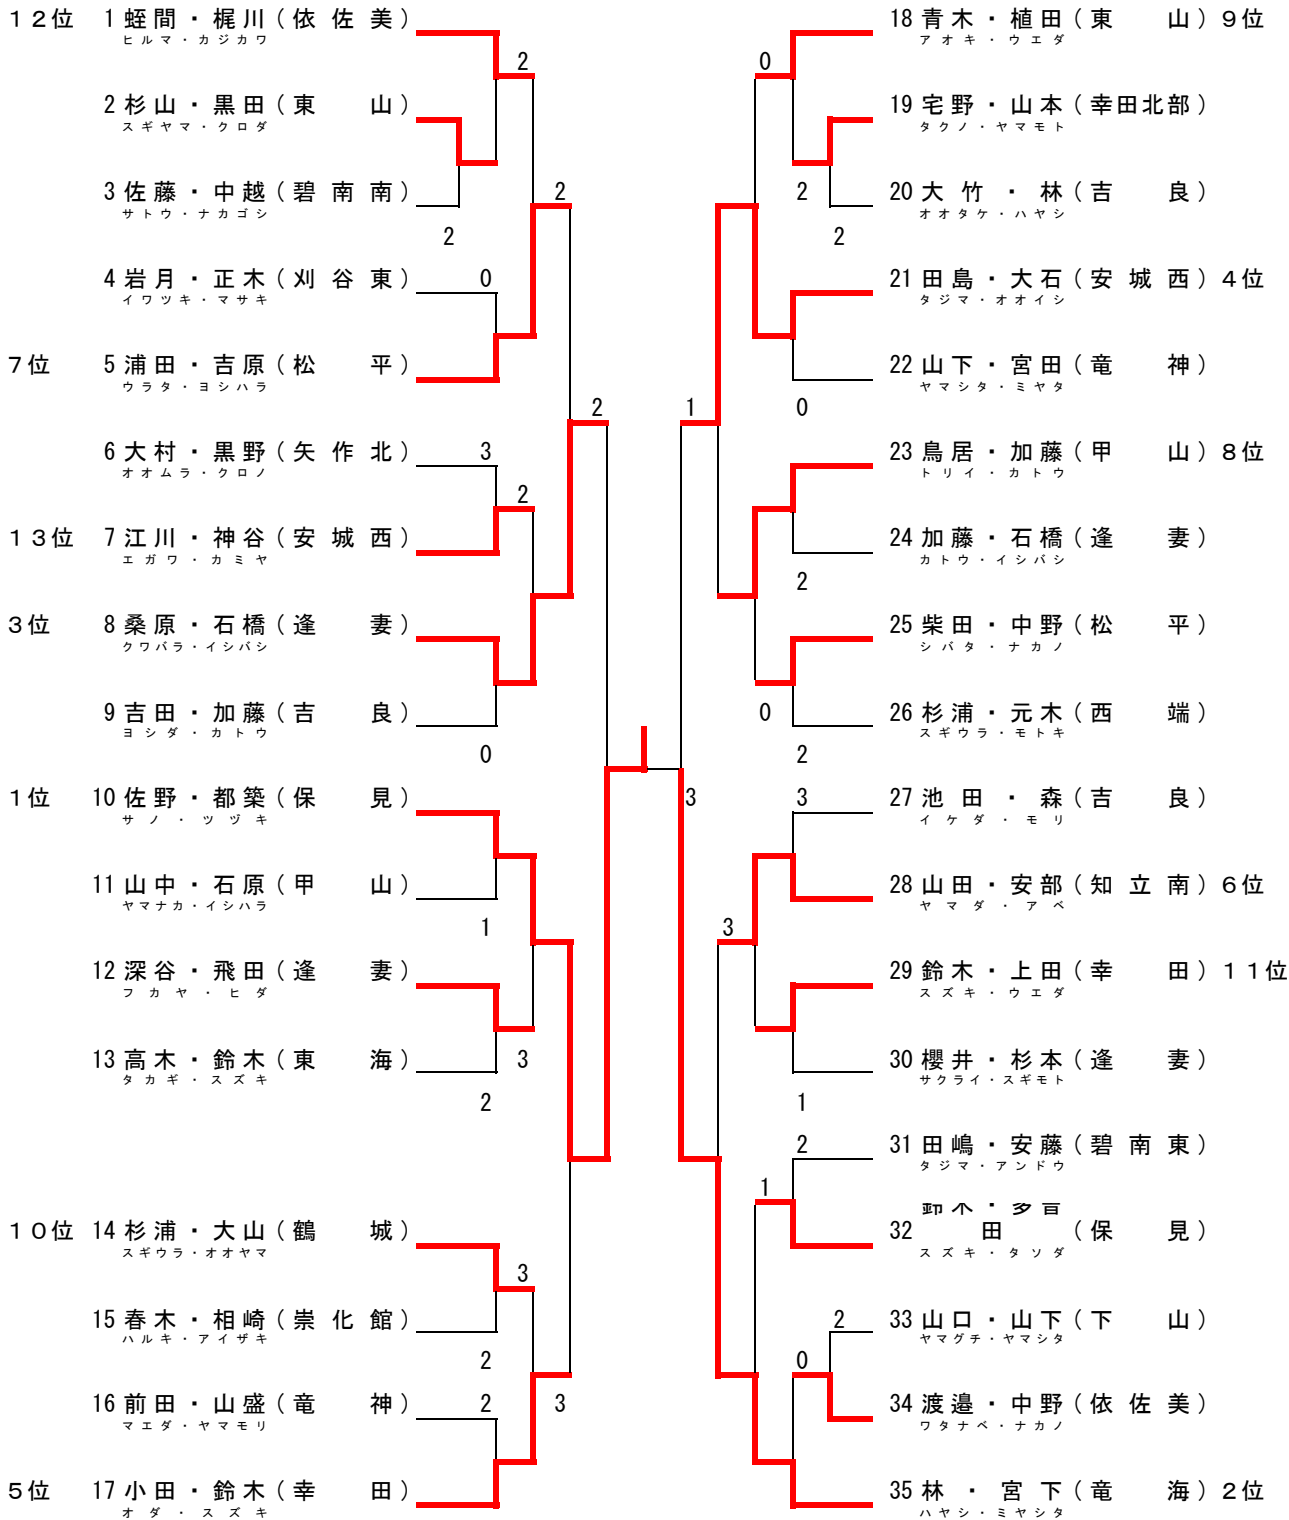 12位 1 蛭間・梶川（依佐美）
ヒルマ・カジカワ
2
2 杉山・黒田（東 山）
スギヤマ・クロダ
3 佐藤・中越（碧南南）
サトウ・ナカゴシ
2
2
4 岩月・正木（刈谷東）
イワツキ・マサキ
0
7位 5 浦田・吉原（松 平）
ウラタ・ヨシハラ
2
6 大村・黒野（矢作北）
オオムラ・クロノ
3
2
13位 7 江川・神谷（安城西）
エガワ・カミヤ
3位 8 桑原・石橋（逢 妻）
クワバラ・イシバシ
9 吉田・加藤（吉 良）
ヨシダ・カトウ
0
1位 10 佐野・都築（保 見）
サノ・ツヅキ
11 山中・石原（甲 山）
ヤマナカ・イシハラ
1
12 深谷・飛田（逢 妻）
フカヤ・ヒダ
13 高木・鈴木（東 海）
タカギ・スズキ
3
2
10位 14 杉浦・大山（鶴 城）
スギウラ・オオヤマ
3
15 春木・相崎（崇化館）
ハルキ・アイザキ
2
16 前田・山盛（竜 神）
マエダ・ヤマモリ
2
3
5位 17 小田・鈴木（幸 田）
オダ・スズキ
18 青木・植田（東 山）9位
アオキ・ウエダ
0
19 宅野・山本（幸田北部）
タクノ・ヤマモト
20 大竹・林（吉 良）
オオタケ・ハヤシ
2
2
21 田島・大石（安城西）4位
タジマ・オオイシ
22 山下・宮田（竜 神）
ヤマシタ・ミヤタ
0
1
23 鳥居・加藤（甲 山）8位
トリイ・カトウ
24 加藤・石橋（逢 妻）
カトウ・イシバシ
2
25 柴田・中野（松 平）
シバタ・ナカノ
26 杉浦・元木（西 端）
スギウラ・モトキ
0
2
3
27 池田・森（吉 良）
イケダ・モリ
3
28 山田・安部（知立南）6位
ヤマダ・アベ
3
29 鈴木・上田（幸 田）11位
スズキ・ウエダ
30 櫻井・杉本（逢 妻）
サクライ・スギモト
1
31 田嶋・安藤（碧南東）
タジマ・アンドウ
2
1
32 鈴木・多曽田（保 見）
スズキ・タソダ
33 山口・山下（下 山）
ヤマグチ・ヤマシタ
2
0
34 渡邉・中野（依佐美）
ワタナベ・ナカノ
35 林・宮下（竜 海）2位
ハヤシ・ミヤシタ